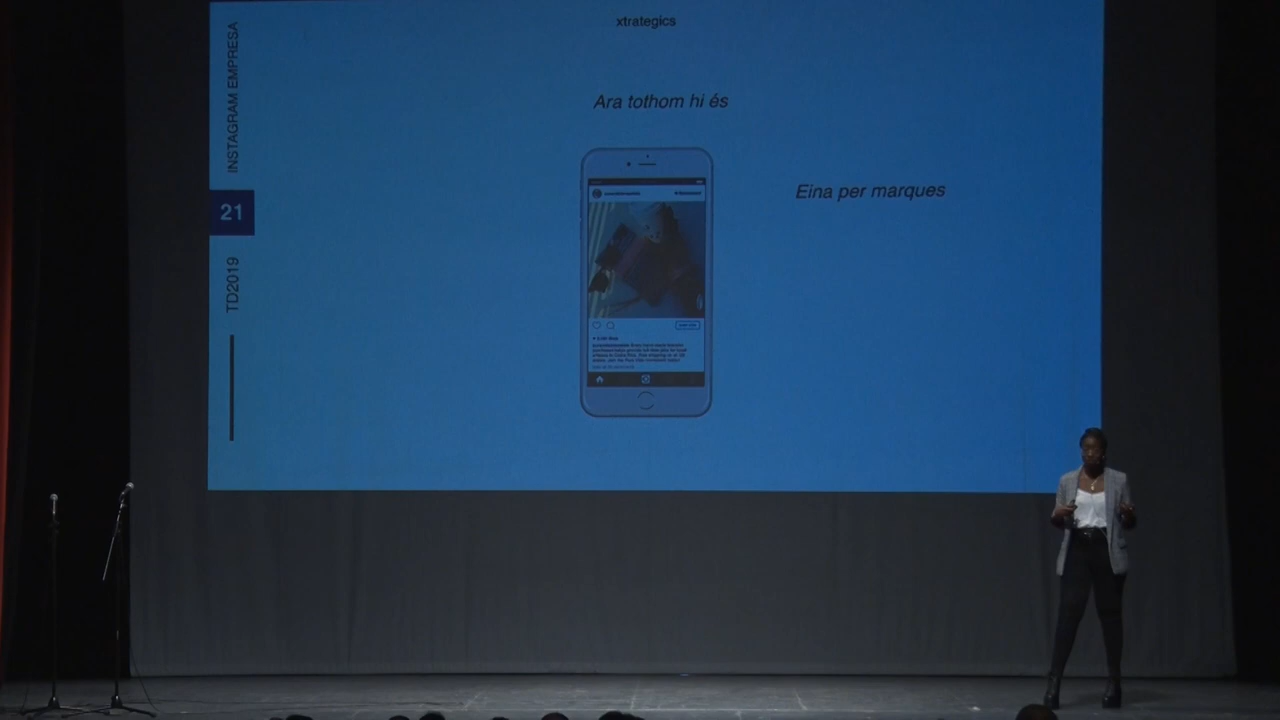 xtrategics
INSTAGRAM EMPRESA
21
TD2019
Ara tothom hi és
Eina per marques